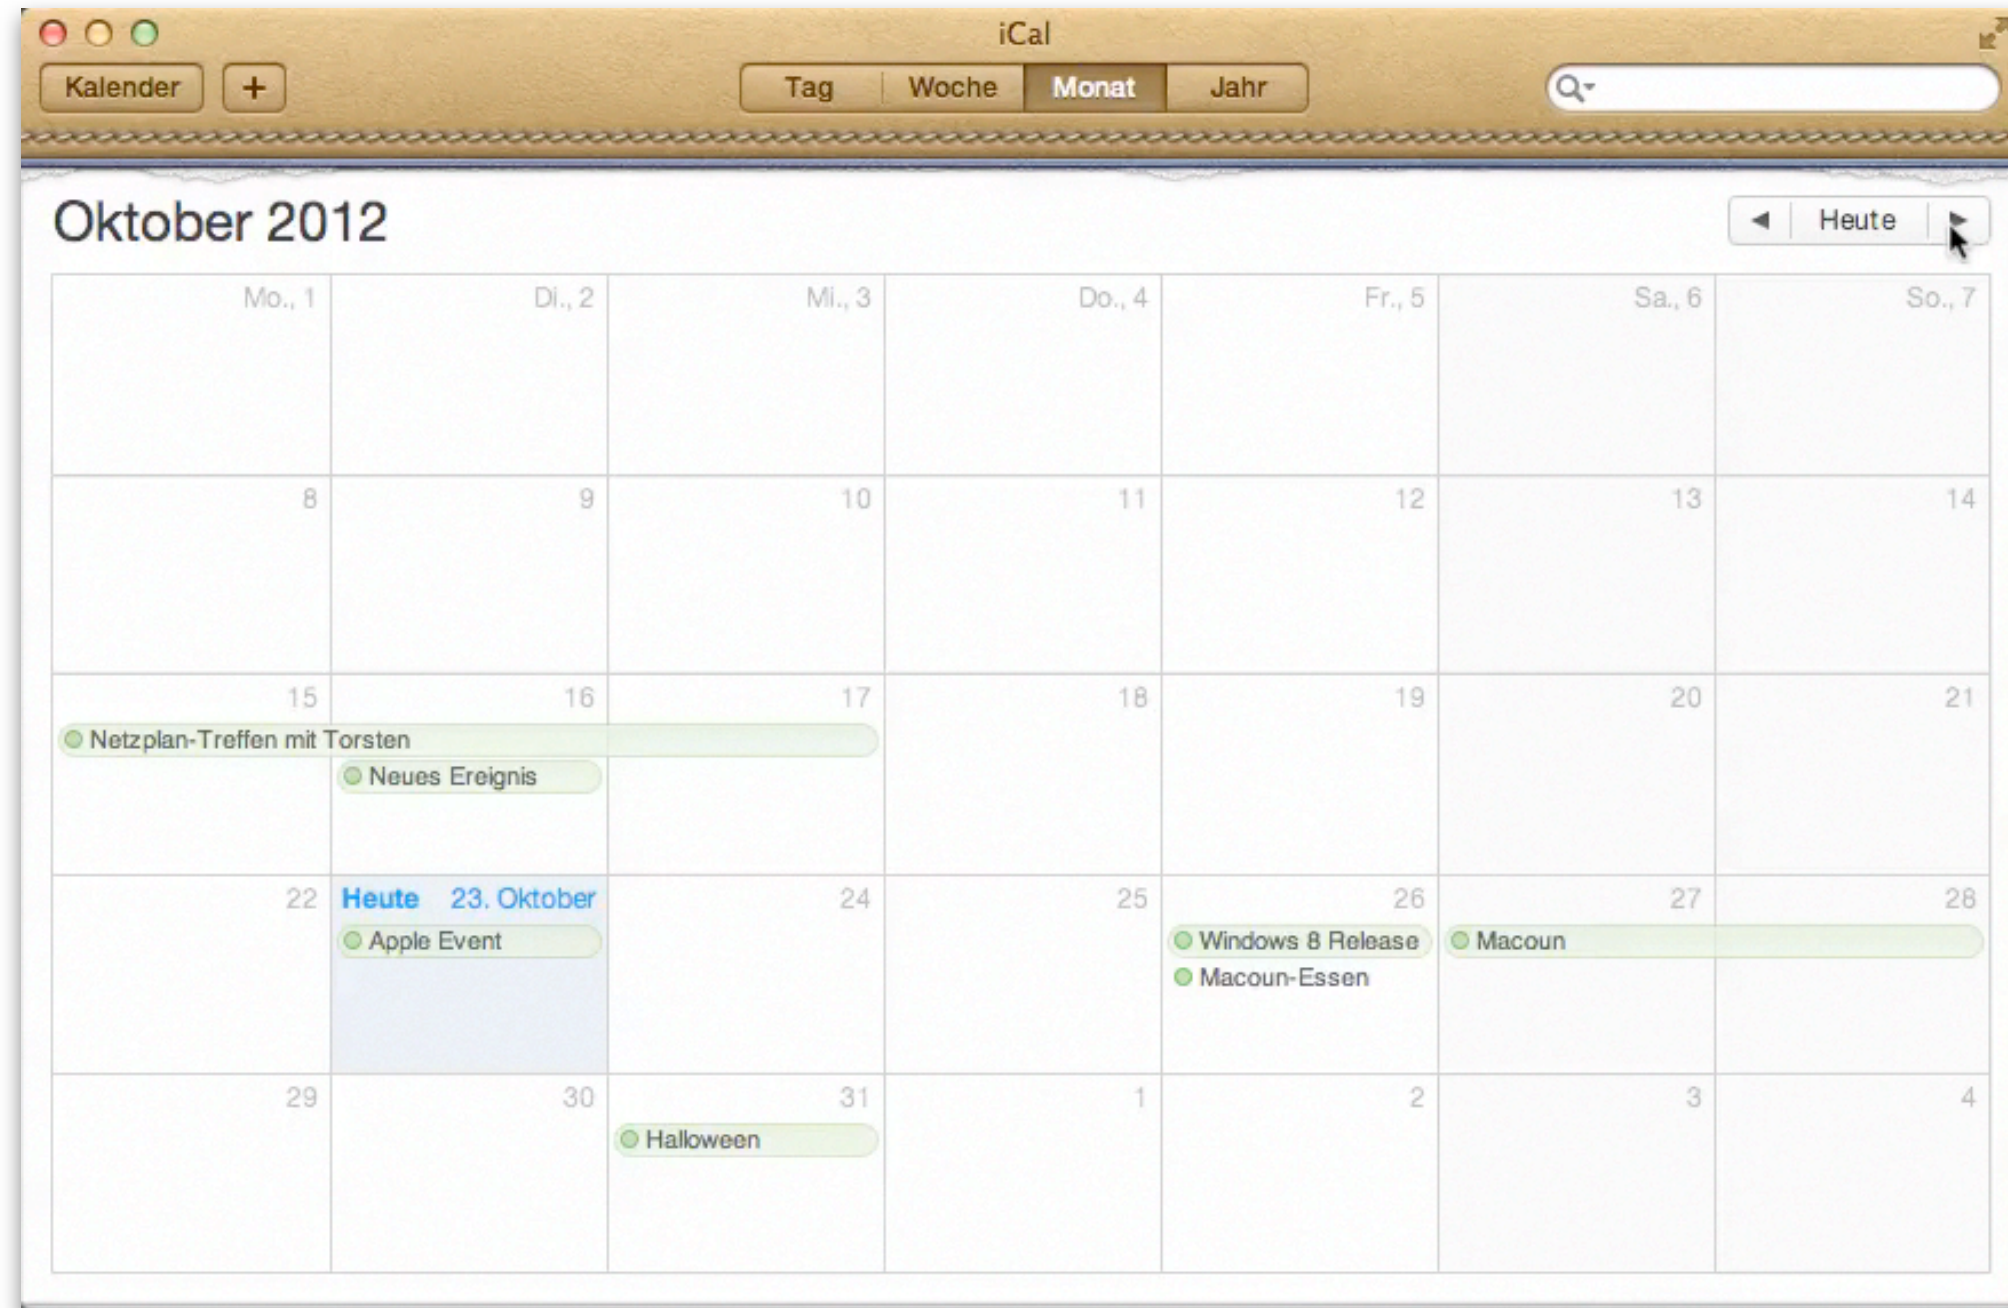 iCal
Kalender + Tag Woche Monat Jahr
Oktober 2012 Heute
Mo., 1 Di., 2 Mi., 3 Do., 4 Fr., 5 Sa., 6 So., 7
8 9 10 11 12 13 14
15 16 17 18 19 20 21
Netzplan-Treffen mit Torsten
Neues Ereignis
22 Heute 23. Oktober 24 25 26 27 28
Apple Event Windows 8 Release Macoun
Macoun-Essen
29 30 31 1 2 3 4
Halloween